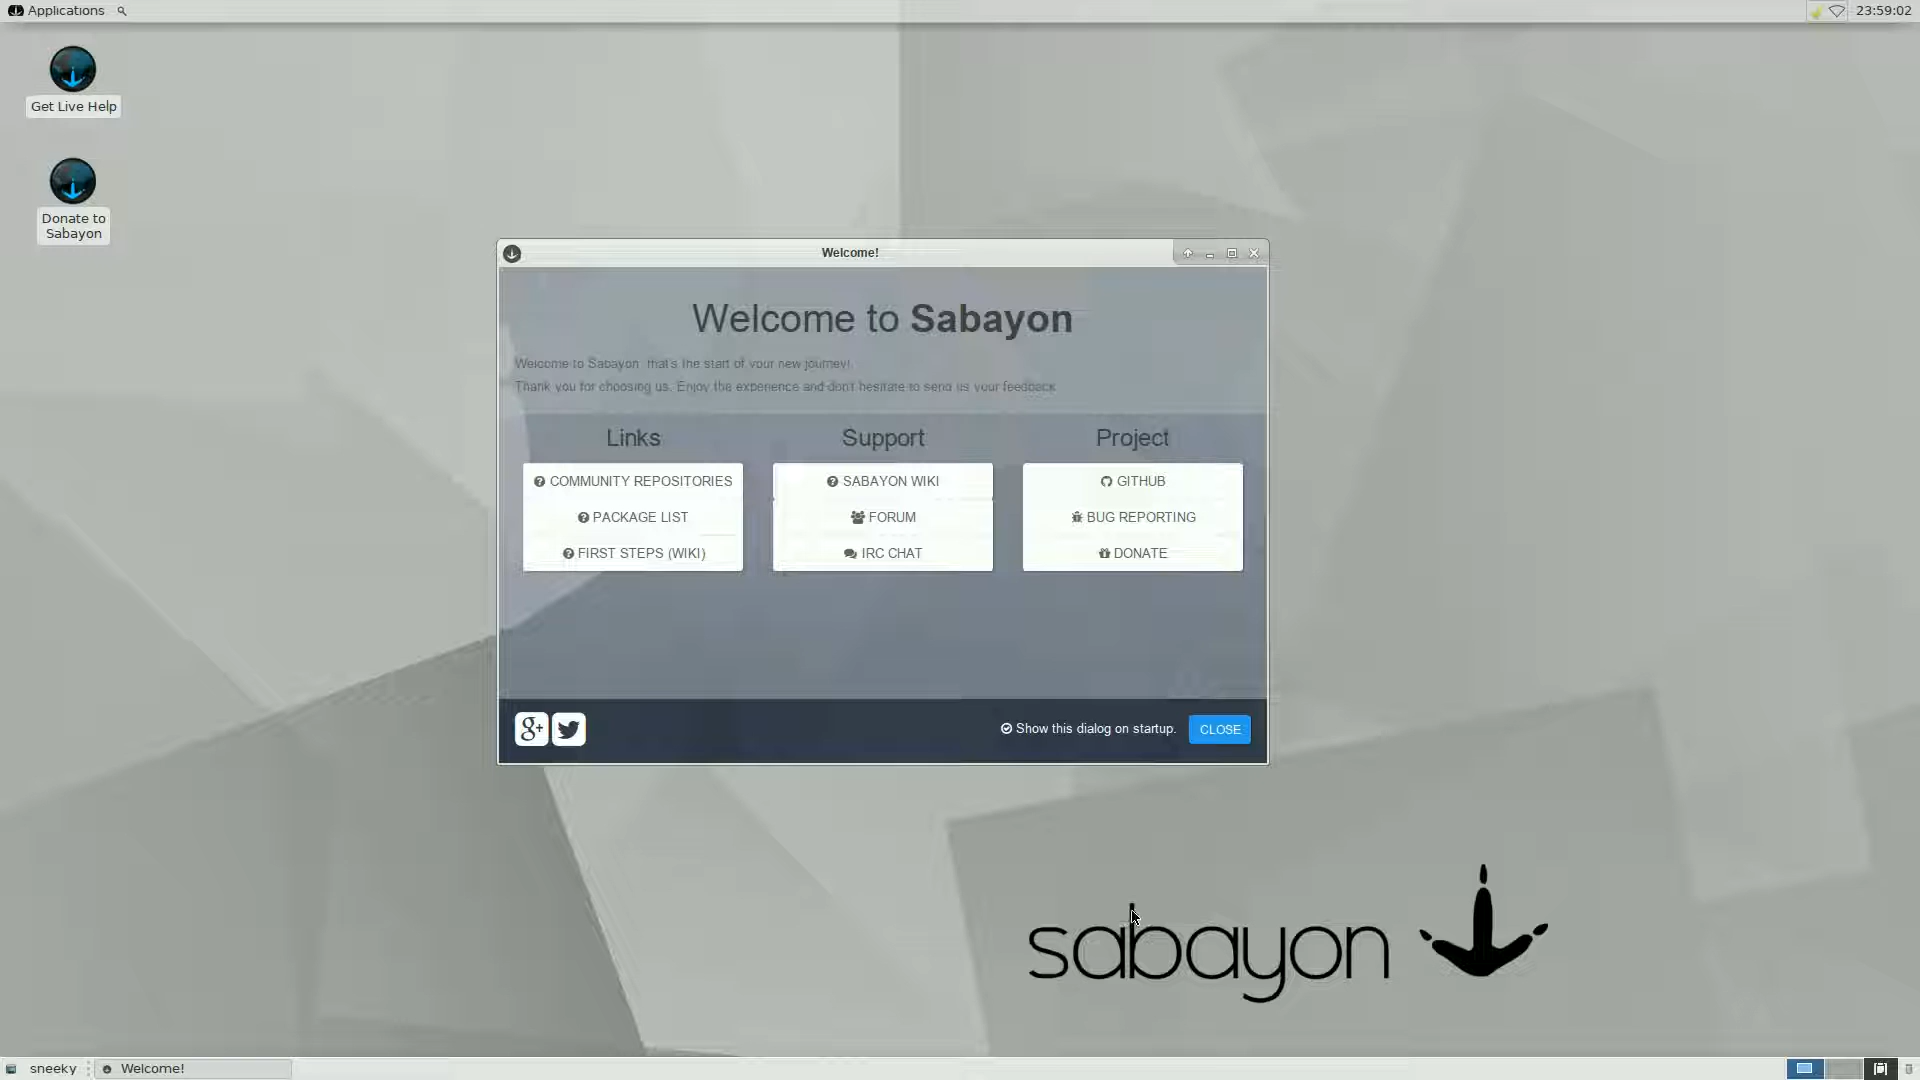 Applications
23:59:02
Get Live Help
Donate to
Sabayon
Welcome!
Welcome to Sabayon
Welcome to Sabayon, that's the start of your new journey!
Thank you for choosing us. Enjoy the experience and don't hesitate to send us your feedback
Links
Support
Project
COMMUNITY REPOSITORIES
SABAYON WIKI
GITHUB
PACKAGE LIST
FORUM
BUG REPORTING
FIRST STEPS (WIKI)
IRC CHAT
DONATE
g+
Show this dialog on startup.
CLOSE
sabayon
sneeky
Welcome!